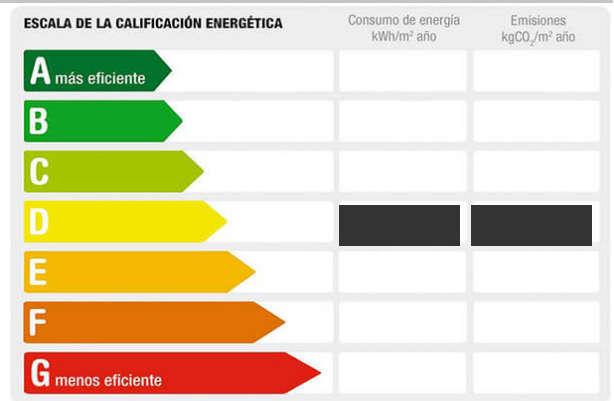 ESCALA DE LA CALIFICACIÓN ENERGÉTICA
Consumo de energía
kWh/m² año
Emisiones
kgCO₂/m² año
A más eficiente
B
C
D
E
F
G menos eficiente